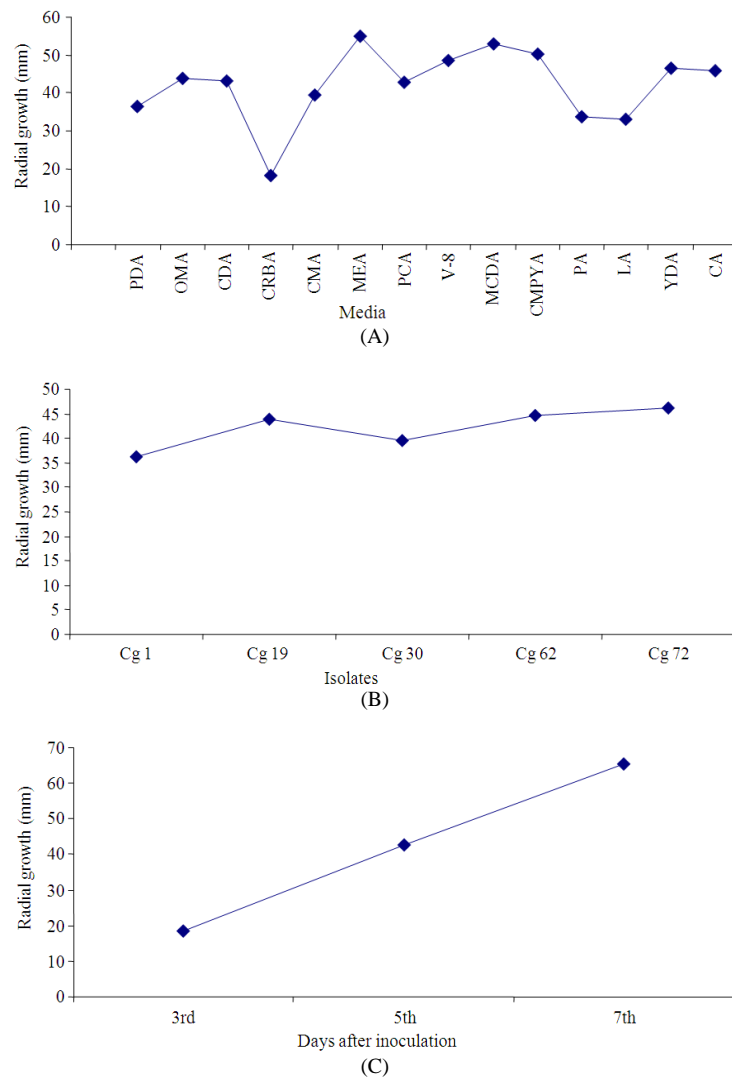 60
50
40
30
20
10
0
Radial growth (mm)
PDA
OMA
CDA
CRBA
CMA
MEA
PCA
V-8
MCDA
CMPYA
PA
LA
YDA
CA
Media
(A)
50
45
40
35
30
25
20
15
10
5
0
Radial growth (mm)
Cg 1
Cg 19
Cg 30
Cg 62
Cg 72
Isolates
(B)
70
60
50
40
30
20
10
0
Radial growth (mm)
3rd
5th
7th
Days after inoculation
(C)